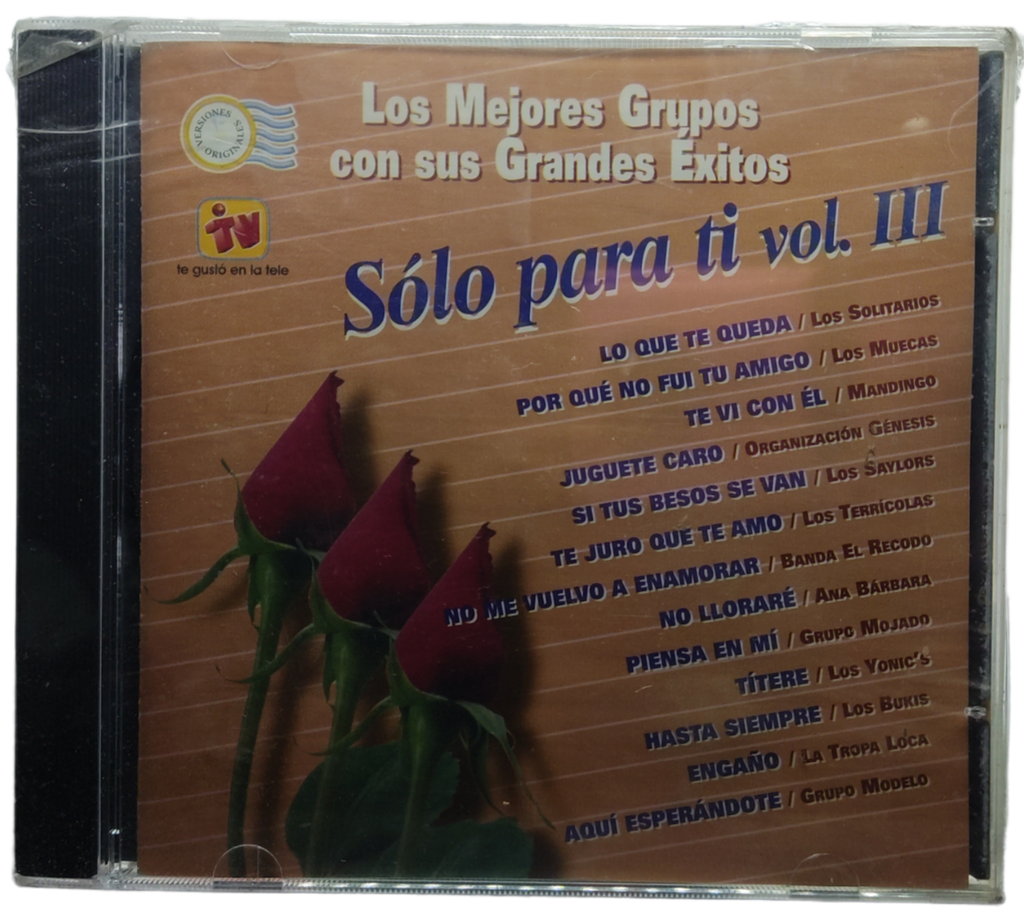 VERSIONES ORIGINALES
Los Mejores Grupos
con sus Grandes Éxitos
itv
te gustó en la tele
Sólo para ti vol. III
LO QUE TE QUEDA / LOS SOLITARIOS
POR QUÉ NO FUI TU AMIGO / LOS MUECAS
TE VI CON ÉL / MANDINGO
JUGUETE CARO / ORGANIZACIÓN GÉNESIS
SI TUS BESOS SE VAN / LOS SAYLORS
TE JURO QUE TE AMO / LOS TERRÍCOLAS
NO ME VUELVO A ENAMORAR / BANDA EL RECODO
NO LLORARÉ / ANA BÁRBARA
PIENSA EN MÍ / GRUPO MOJADO
TÍTERE / LOS YONIC'S
HASTA SIEMPRE / LOS BUKIS
ENGAÑO / LA TROPA LOCA
AQUÍ ESPERÁNDOTE / GRUPO MODELO